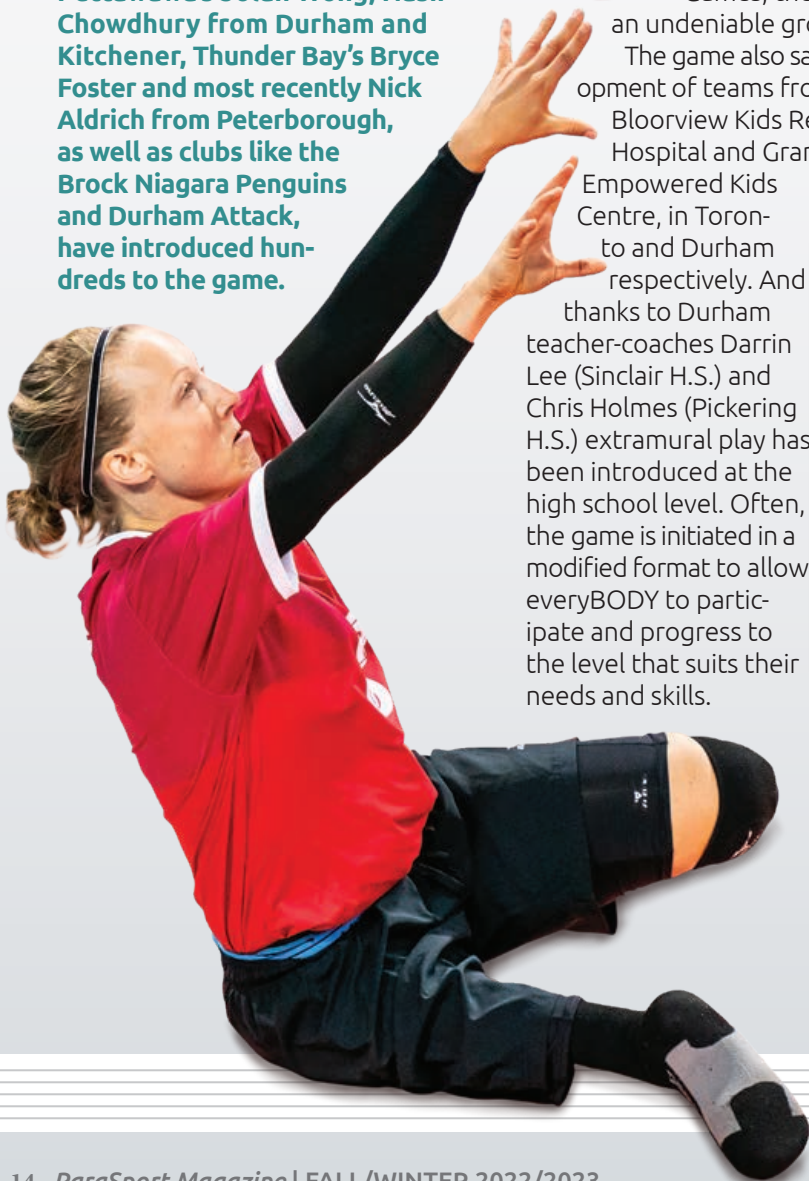 Chowdhury from Durham and
Kitchener, Thunder Bay’s Bryce
Foster and most recently Nick
Aldrich from Peterborough,
as well as clubs like the
Brock Niagara Penguins
and Durham Attack,
have introduced hun-
dreds to the game.
an undeniable gro
The game also sa
opment of teams fro
Bloorview Kids Re
Hospital and Gran
Empowered Kids
Centre, in Toron-
to and Durham
respectively. And
thanks to Durham
teacher-coaches Darrin
Lee (Sinclair H.S.) and
Chris Holmes (Pickering
H.S.) extramural play has
been introduced at the
high school level. Often,
the game is initiated in a
modified format to allow
everyBODY to partic-
ipate and progress to
the level that suits their
needs and skills.
14 ParaSport Magazine | FALL/WINTER 2022/2023